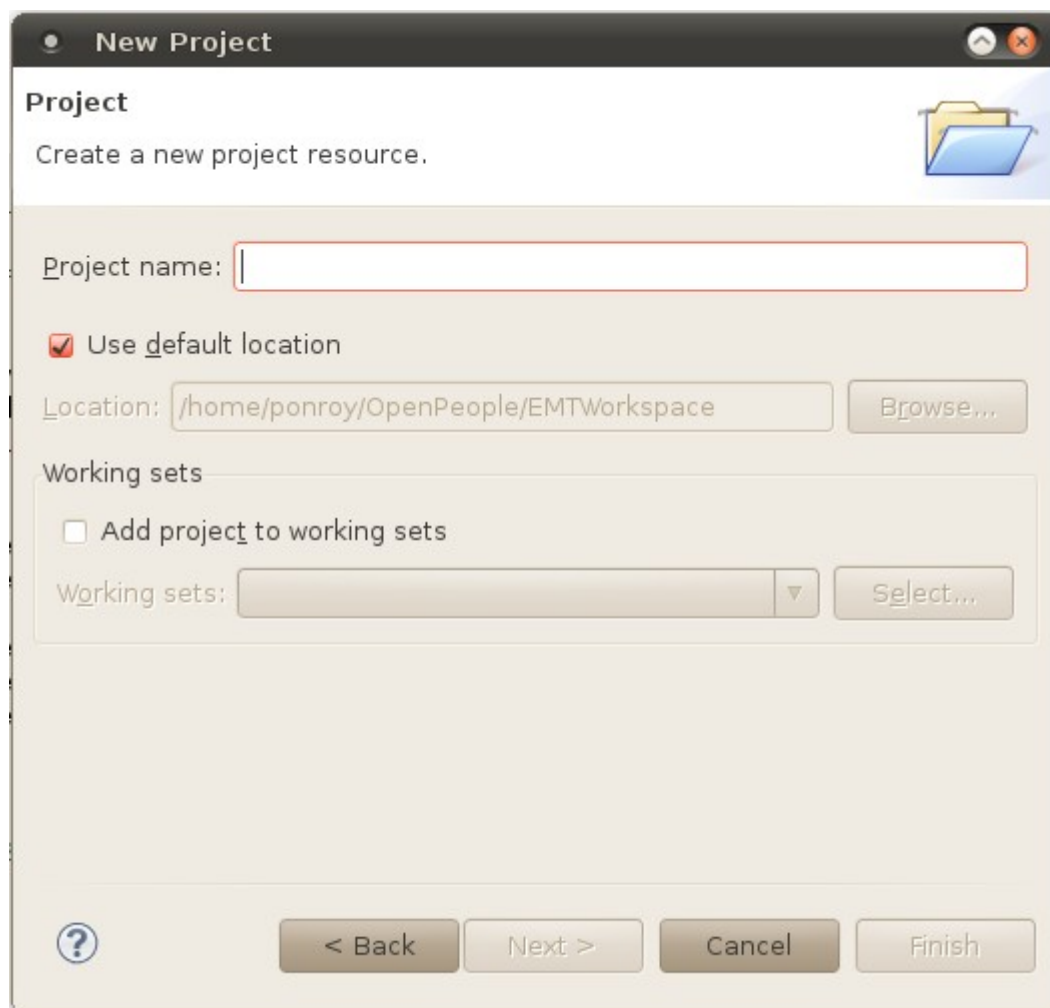 New Project
Project
Create a new project resource.
Project name:
Use default location
Location: /home/ponroy/OpenPeople/EMTWorkspace Browse...
Working sets
Add project to working sets
Working sets: Select...
? < Back Next > Cancel Finish